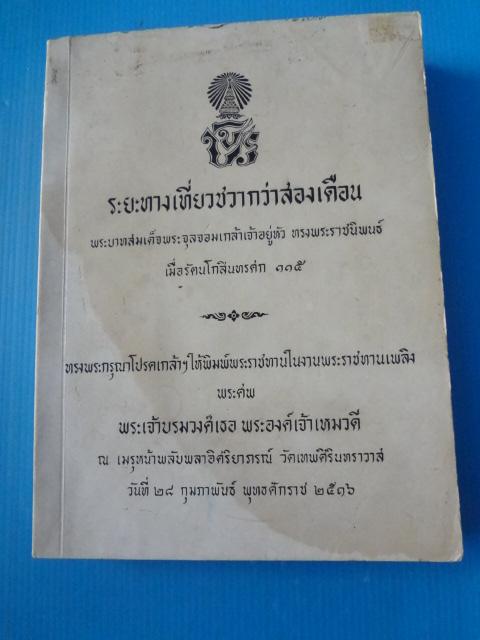 ระยะทางเที่ยวชวากว่าสองเดือน
พระบาทสมเด็จพระจุลจอมเกล้าเจ้าอยู่หัว ทรงพระราชนิพนธ์
เมื่อรัตนโกสินทรศก ๑๑๕
ทรงพระกรุณาโปรดเกล้าฯ ให้พิมพ์พระราชทานในงานพระราชทานเพลิง
พระศพ
พระเจ้าบรมวงศ์เธอ พระองค์เจ้าเหมวดี
ณ เมรุหน้าพลับพลาอิศริยาภรณ์ วัดเทพศิรินทราวาส
วันที่ ๒๘ กุมภาพันธ์ พุทธศักราช ๒๕๑๖